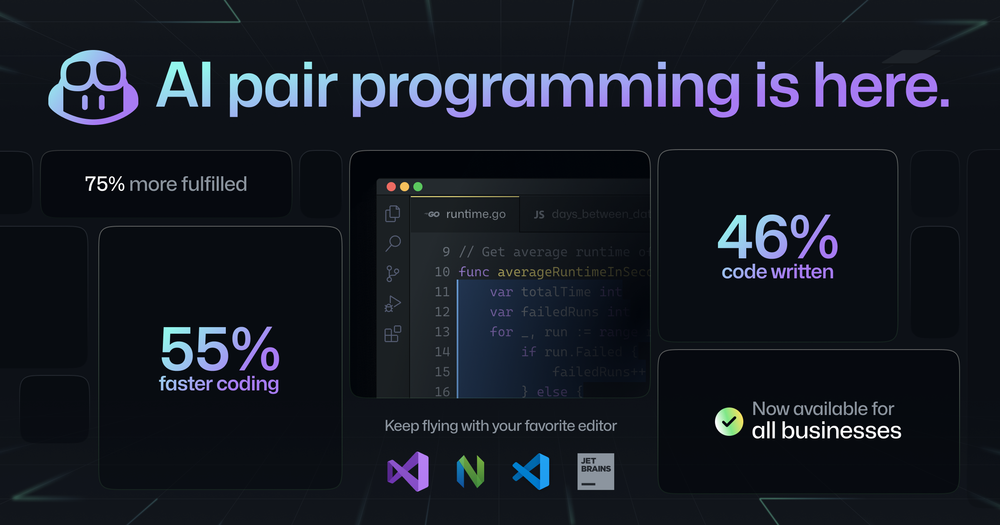 AI pair programming is here.
75% more fulfilled
55%
faster coding
GO runtime.go
JS days_between_dat
9 // Get average runtime of
10 func averageRuntimeInSeco
11 var totalTime int
12 var failedRuns int
13 for _, run := range r
14 if run.Failed {
15 failedRuns++
16 } else {
Keep flying with your favorite editor
JET
BRAINS
46%
code written
Now available for
all businesses